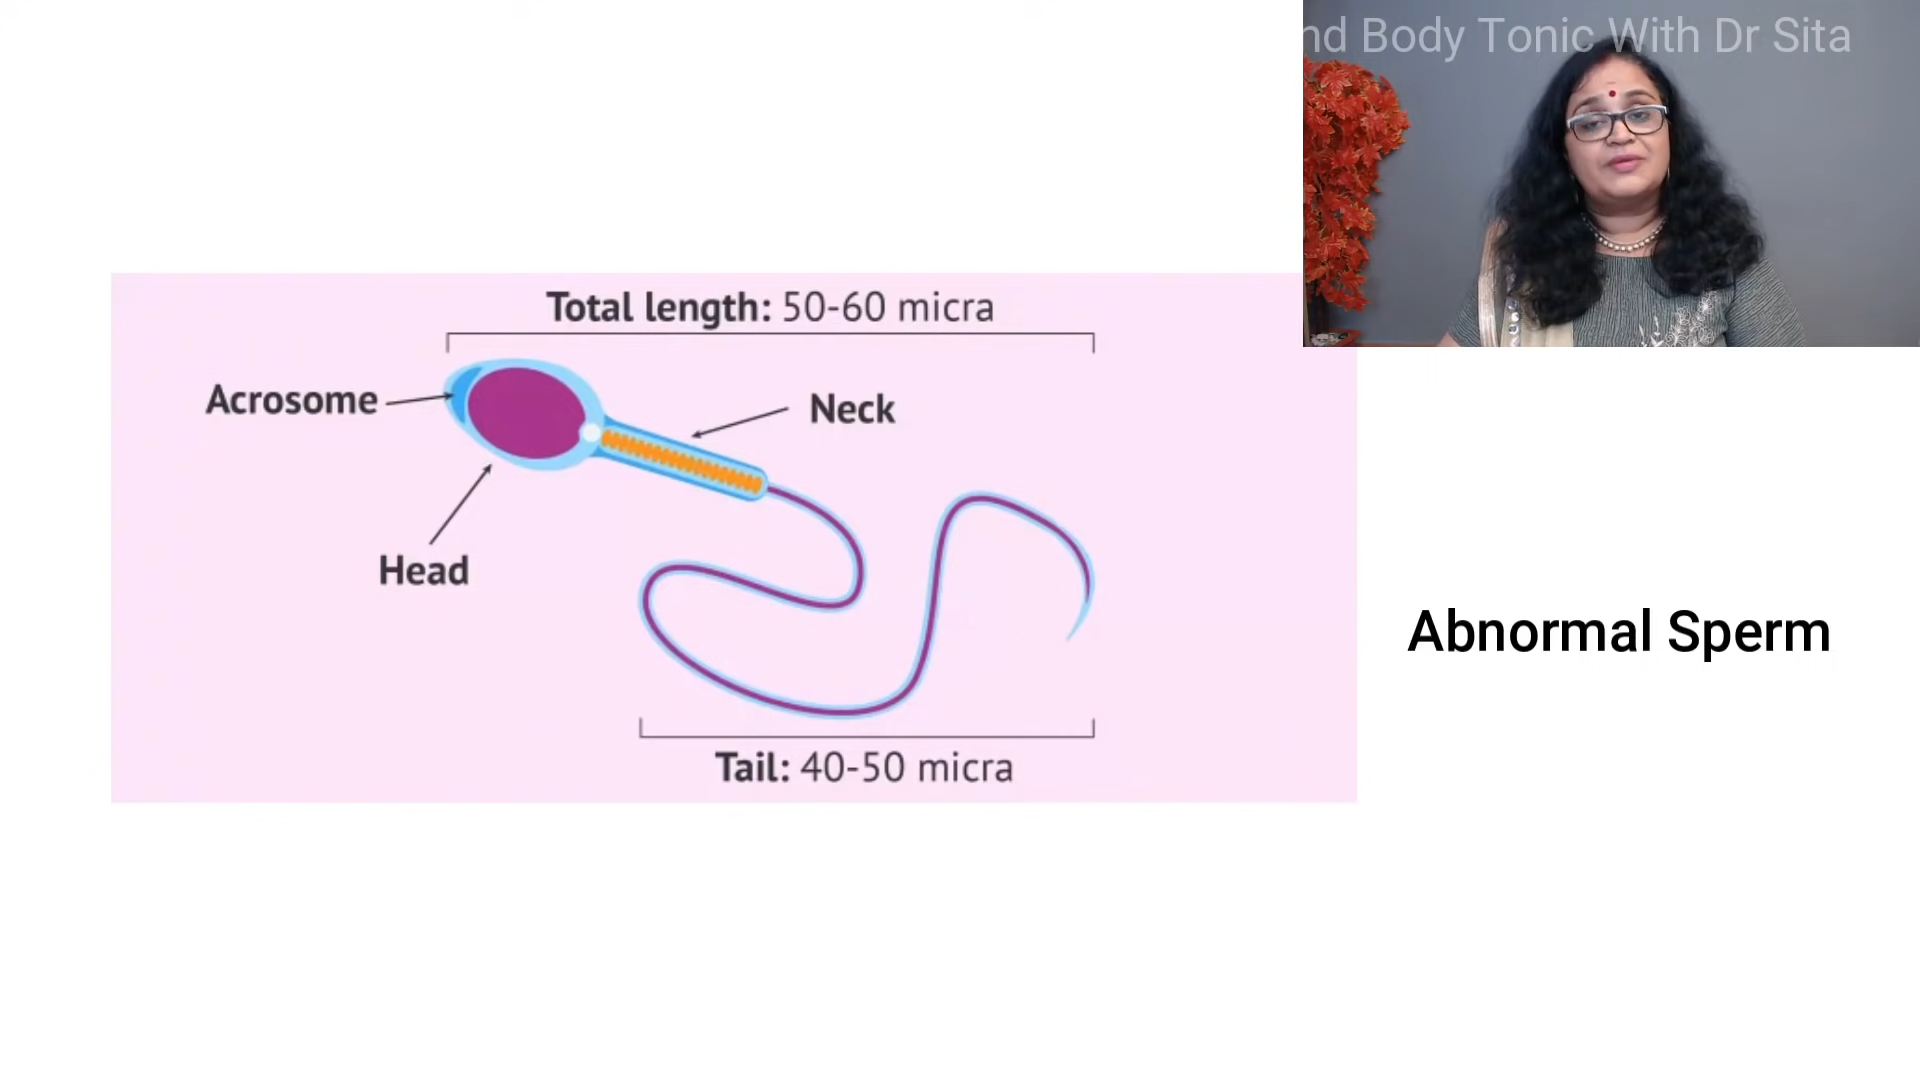 nd Body Tonic With Dr Sita
Total length: 50-60 micra
Acrosome
Neck
Head
Abnormal Sperm
Tail: 40-50 micra